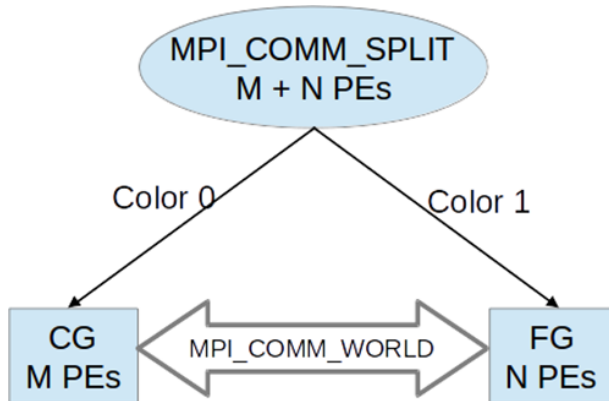 MPI_COMM_SPLIT
M + N PEs
Color 0
Color 1
CG
M PEs
MPI_COMM_WORLD
FG
N PEs